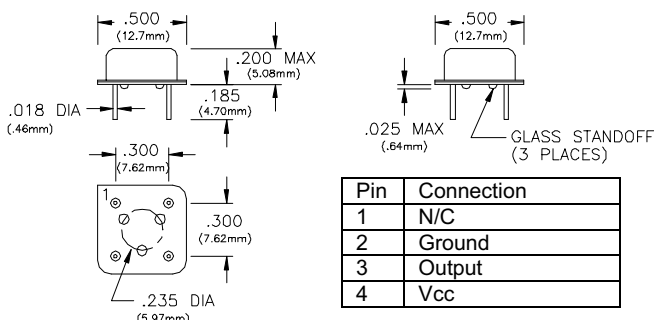 .500
(12.7mm)
.200 MAX
(5.08mm)
.185
(4.70mm)
.018 DIA
(.46mm)
.500
(12.7mm)
.025 MAX
(.64mm)
GLASS STANDOFF
(3 PLACES)
.300
(7.62mm)
1
.300
(7.62mm)
.235 DIA
(5.97mm)
Pin Connection
1 N/C
2 Ground
3 Output
4 Vcc